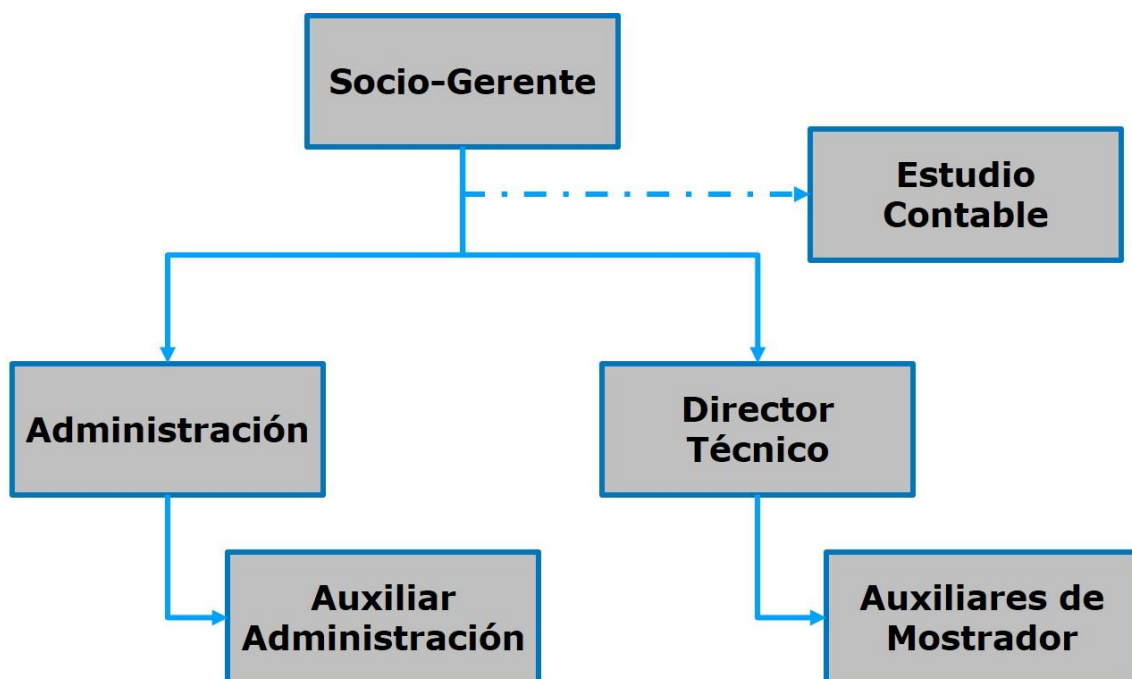 Socio–Gerente
Estudio
Contable
Administración
Director
Técnico
Auxiliar
Administración
Auxiliares de
Mostrador